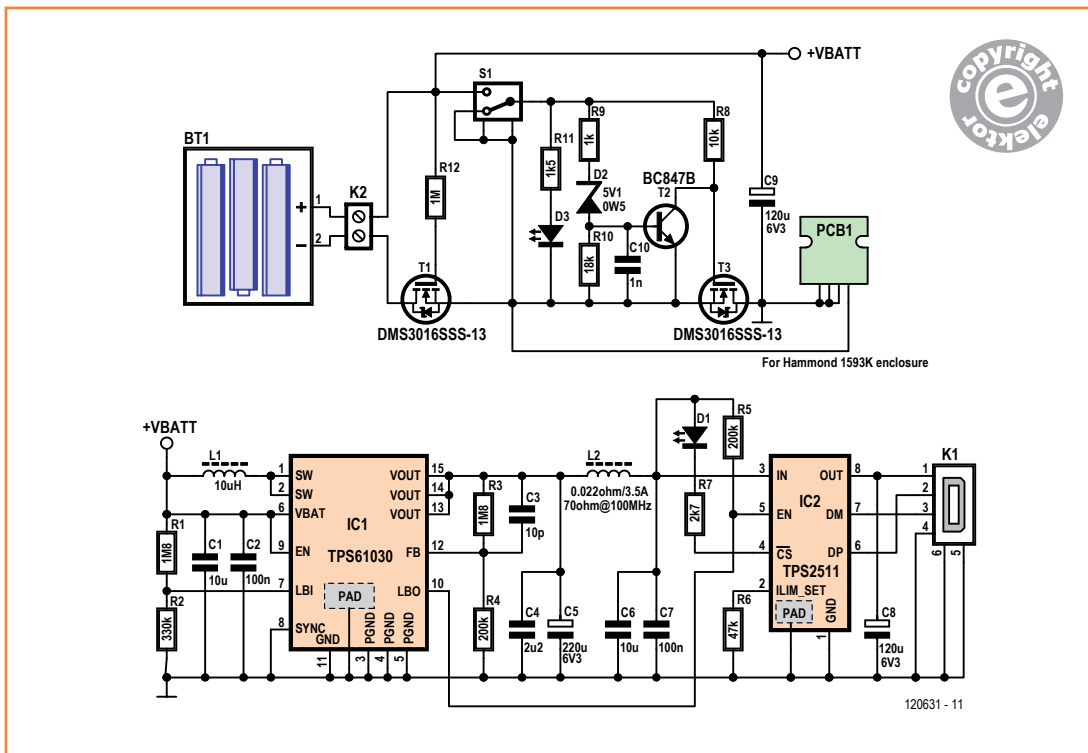 copyright
e
elektor
+VBATT
S1
BT1
K2
1
+
2
−
R12
1M
R11
1k5
R9
1k
R8
10k
D2
5V1
0W5
BC847B
T2
D3
R10
18k
C10
1n
C9
120u
6V3
PCB1
T1
T3
DMS3016SSS-13
DMS3016SSS-13
For Hammond 1593K enclosure
+VBATT
L1
10uH
R1
1M8
R2
330k
C1
10u
C2
100n
1
SW
2
SW
6
VBAT
9
EN
7
LBI
8
SYNC
GND
11
PGND
3
PGND
4
PGND
5
PAD
IC1
TPS61030
VOUT
15
VOUT
14
VOUT
13
FB
12
LBO
10
R3
1M8
C3
10p
R4
200k
C4
2u2
C5
220u
6V3
L2
0.022ohm/3.5A
70ohm@100MHz
C6
10u
C7
100n
D1
R7
2k7
R5
200k
R6
47k
3
IN
5
EN
4
CS
2
ILIM_SET
IC2
TPS2511
PAD
GND
1
OUT
8
DM
7
DP
6
C8
120u
6V3
K1
1
2
3
4
6
5
120631 - 11